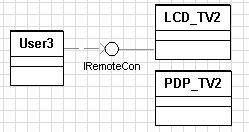 LCD_TV2
User3
IRemoteCon
PDP_TV2